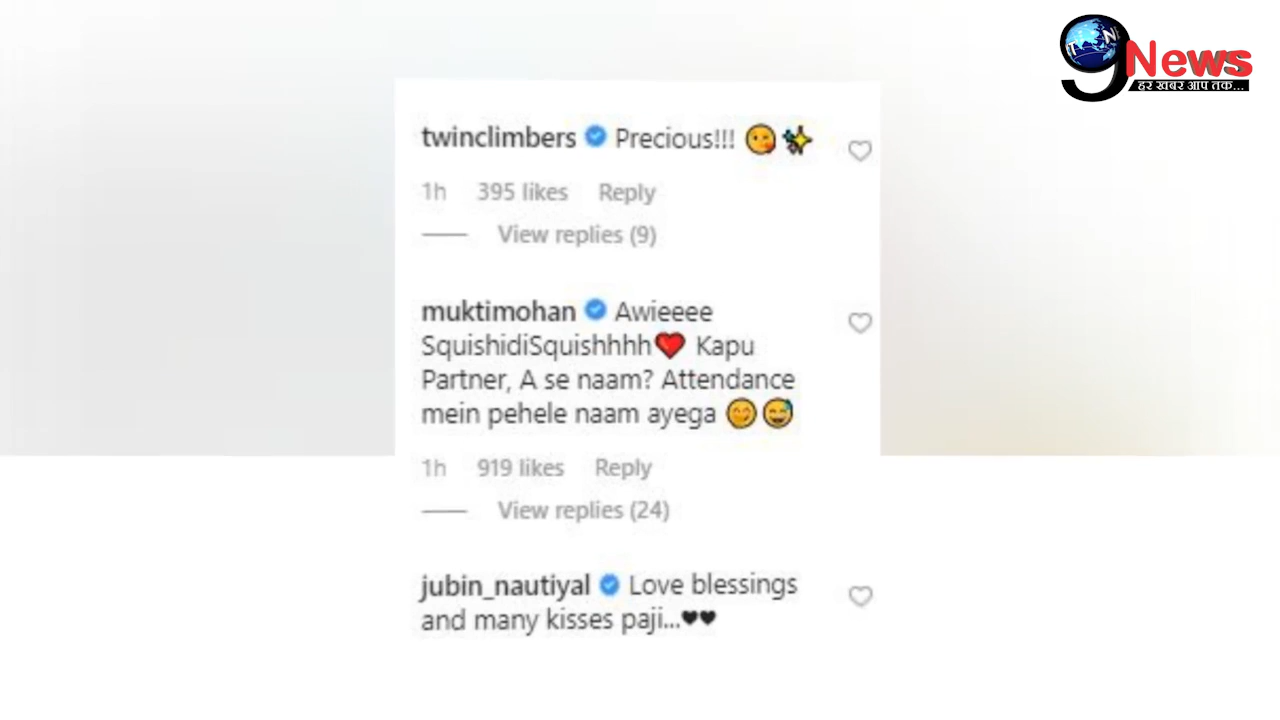 9 News
हर खबर आप तक...
twinclimbers Precious!!! 😘✨
1h 395 likes Reply
View replies (9)
muktimohan Awieeee
SquishidiSquishhhh❤️ Kapu
Partner, A se naam? Attendance
mein pehele naam ayega 😋😅
1h 919 likes Reply
View replies (24)
jubin_nautiyal Love blessings
and many kisses paji...🖤🖤